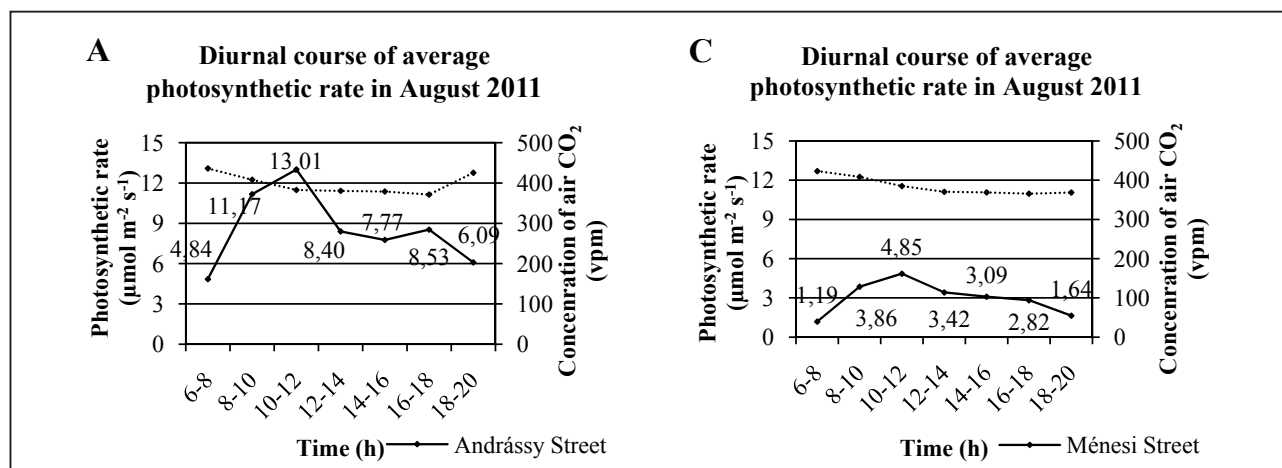 A
Diurnal course of average
photosynthetic rate in August 2011
Photosynthetic rate
(µmol m⁻² s⁻¹)
15
12
9
6
3
0
4,84
11,17
13,01
8,40
7,77
8,53
6,09
500
400
300
200
100
0
Concenration of air CO₂
(vpm)
6-8
8-10
10-12
12-14
14-16
16-18
18-20
Time (h)
Andrássy Street
C
Diurnal course of average
photosynthetic rate in August 2011
Photosynthetic rate
(µmol m⁻² s⁻¹)
15
12
9
6
3
0
1,19
3,86
4,85
3,42
3,09
2,82
1,64
500
400
300
200
100
0
Concenration of air CO₂
(vpm)
6-8
8-10
10-12
12-14
14-16
16-18
18-20
Time (h)
Ménesi Street